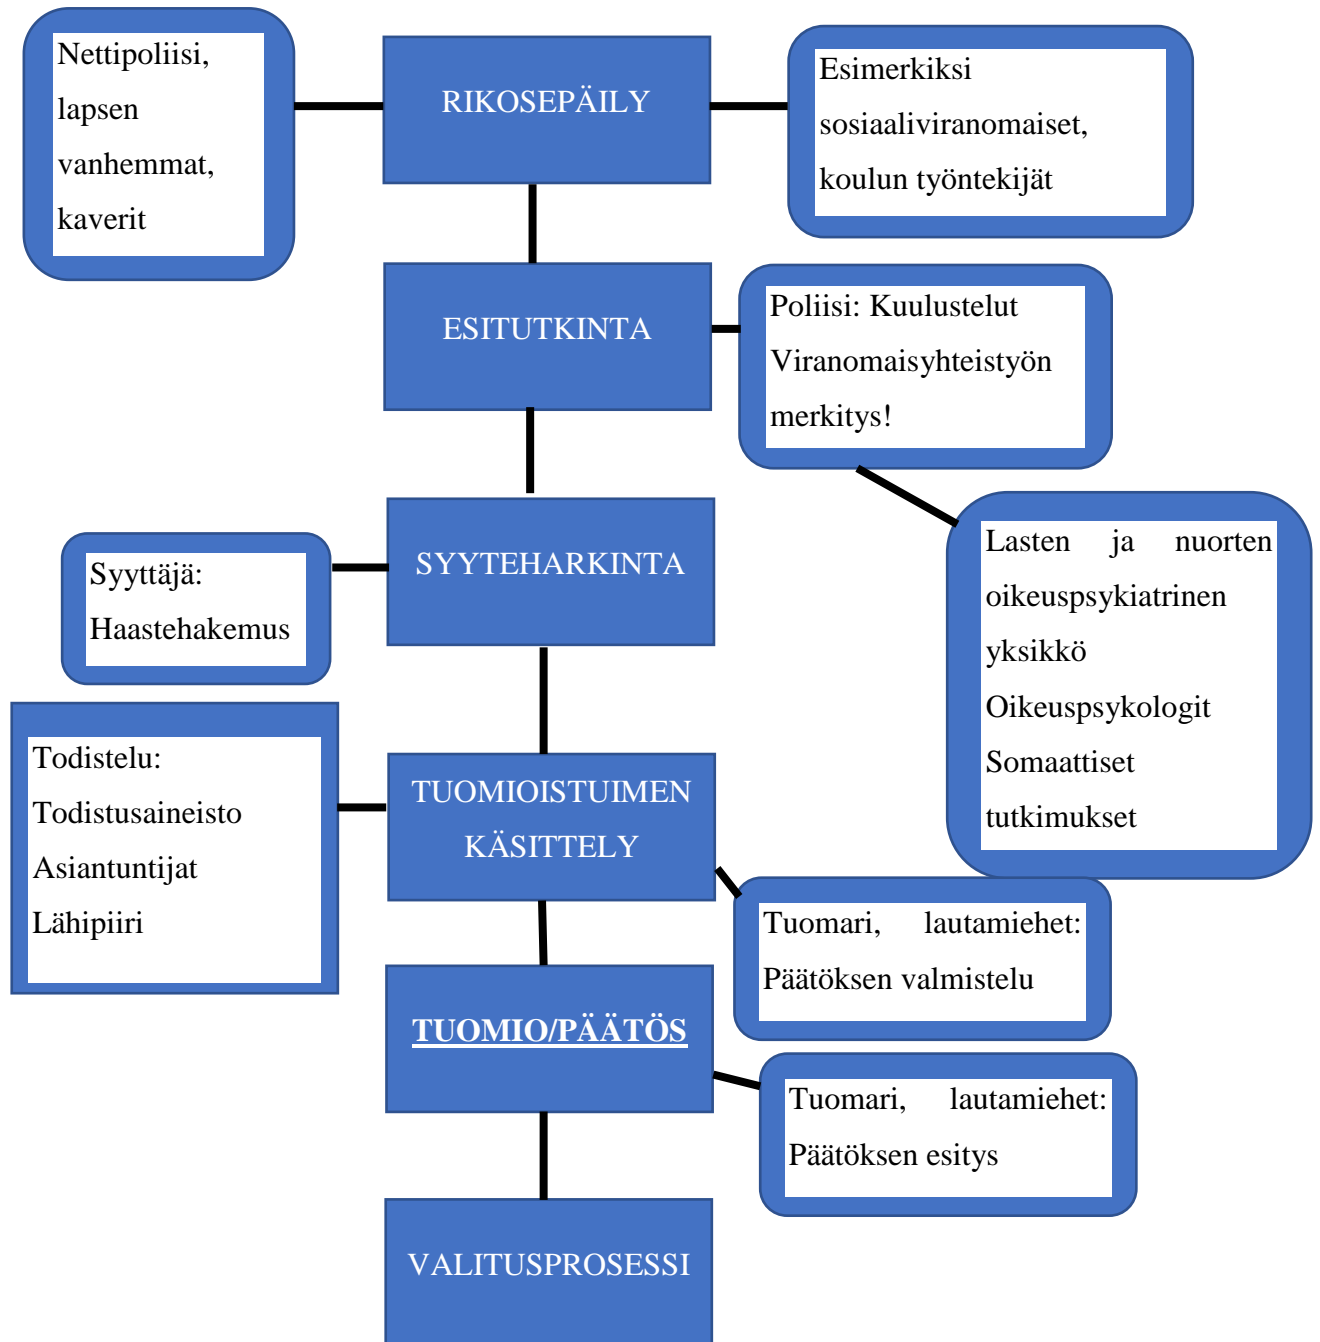 Nettipoliisi,
lapsen
vanhemmat,
kaverit
RIKOSEPÄILY
Esimerkiksi
sosiaaliviranomaiset,
koulun työntekijät
ESITUTKINTA
Poliisi: Kuulustelut
Viranomaisyhteistyön
merkitys!
Lasten ja nuorten
oikeuspsykiatrinen
yksikkö
Oikeuspsykologit
Somaattiset
tutkimukset
Syyttäjä:
Haastehakemus
SYYTEHARKINTA
Todistelu:
Todistusaineisto
Asiantuntijat
Lähipiiri
TUOMIOISTUIMEN
KÄSITTELY
Tuomari, lautamiehet:
Päätöksen valmistelu
TUOMIO/PÄÄTÖS
Tuomari, lautamiehet:
Päätöksen esitys
VALITUSPROSESSI